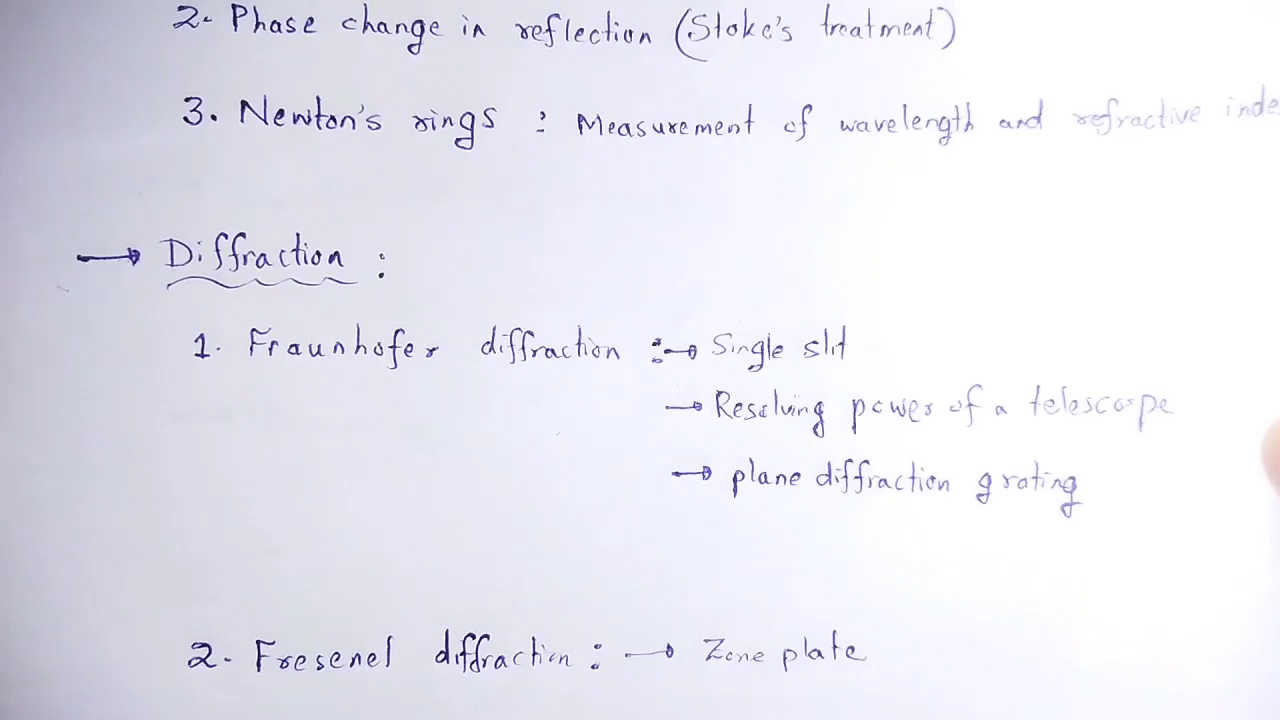 2. Phase change in reflection (Stoke's treatment)
3. Newton's rings : Measurement of wavelength and refractive inde
→ Diffraction :
1. Fraunhofer diffraction :→ Single slit
→ Resolving power of a telescope
→ plane diffraction grating
2. Fresenel diffraction : → Zone plate